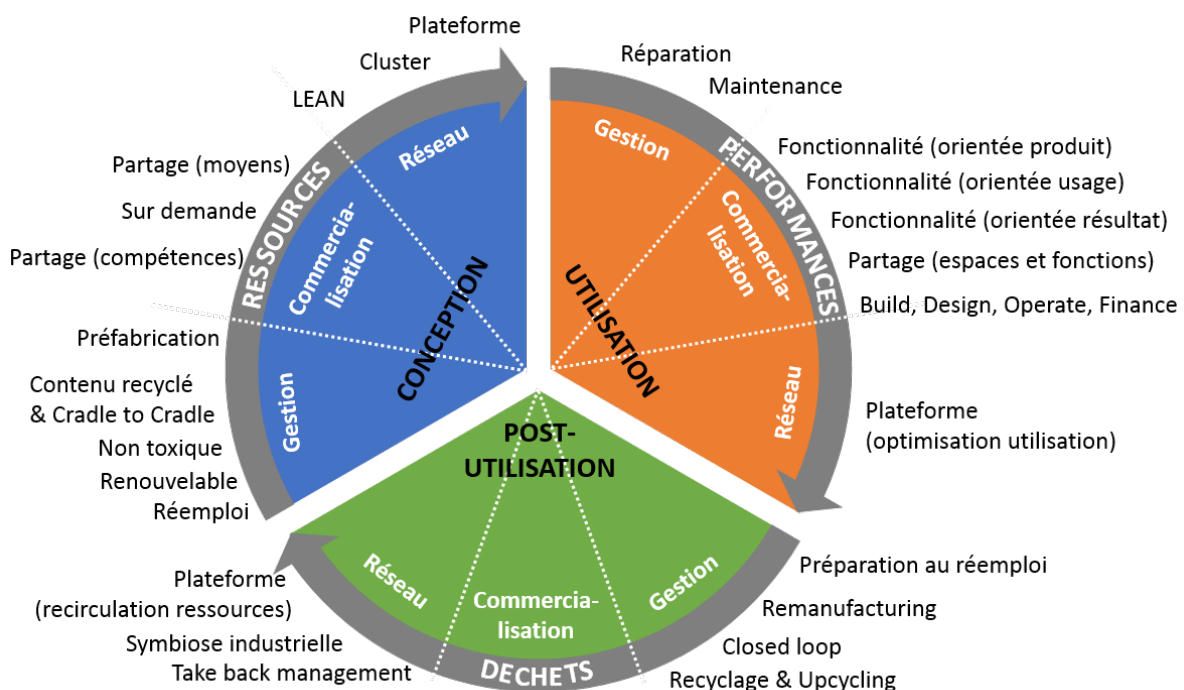 Plateforme
Cluster
LEAN
Partage (moyens)
Sur demande
Partage (compétences)
Préfabrication
Contenu recyclé
& Cradle to Cradle
Non toxique
Renouvelable
Réemploi
RESSOURCES
Réseau
Commercia-
lisation
Gestion
CONCEPTION
Réparation
Maintenance
Fonctionnalité (orientée produit)
Fonctionnalité (orientée usage)
Fonctionnalité (orientée résultat)
Partage (espaces et fonctions)
Build, Design, Operate, Finance
Plateforme
(optimisation utilisation)
PERFORMANCES
Gestion
Commercia-
lisation
Réseau
UTILISATION
POST-
UTILISATION
Gestion
Commercia-
lisation
Réseau
DECHETS
Préparation au réemploi
Remanufacturing
Closed loop
Recyclage & Upcycling
Plateforme
(recirculation ressources)
Symbiose industrielle
Take back management